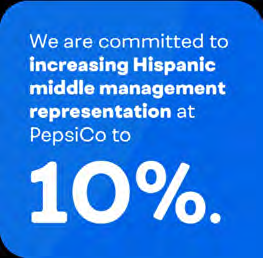 We are committed to
increasing Hispanic
middle management
representation at
PepsiCo to
10%.